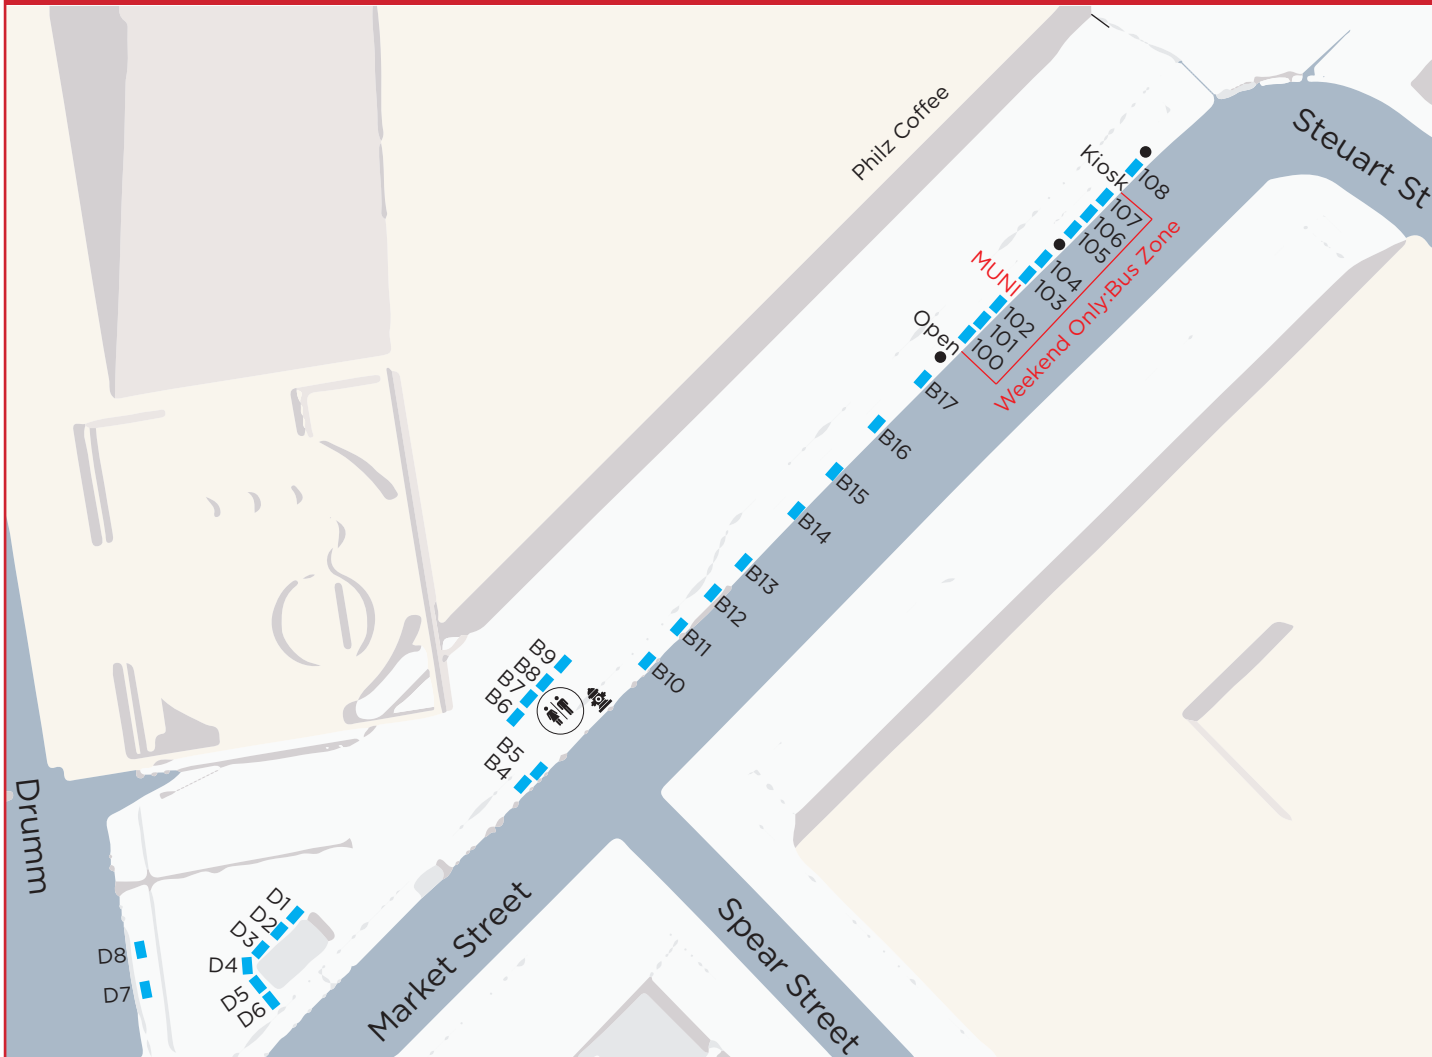 Philz Coffee
Steuart St
Kiosk
108
107
106
105
104
103
102
101
100
MUNI
Weekend Only:Bus Zone
Open
B17
B16
B15
B14
B13
B12
B11
B10
B9
B8
B7
B6
B5
B4
Drumm
D1
D2
D3
D4
D5
D6
D8
D7
Market Street
Spear Street